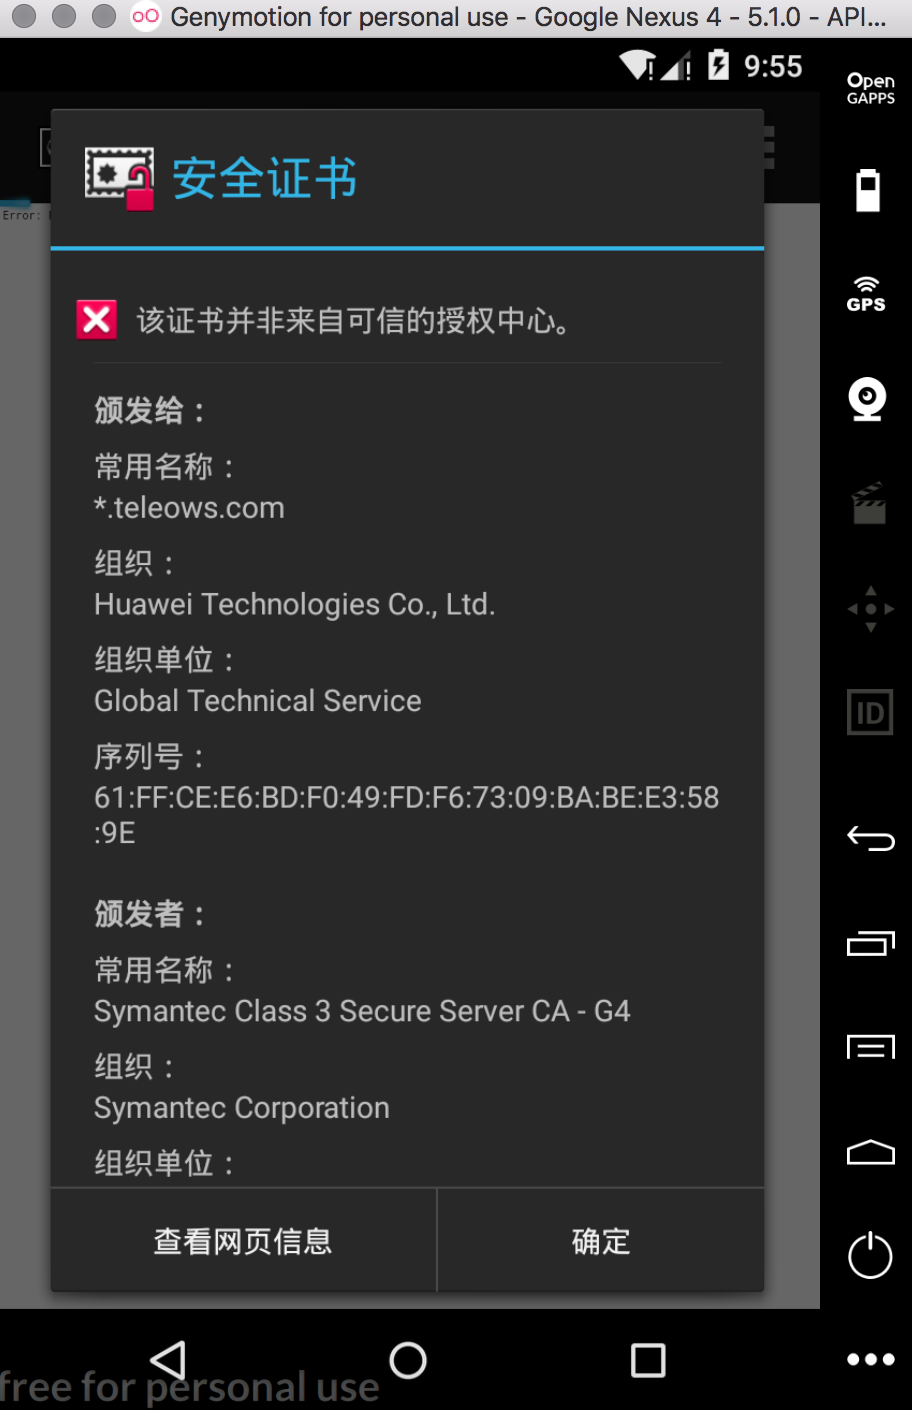 Genymotion for personal use - Google Nexus 4 - 5.1.0 - API...
9:55
Open
GAPPS
安全证书
Error:
该证书并非来自可信的授权中心。
GPS
颁发给：
常用名称：
*.teleows.com
组织：
Huawei Technologies Co., Ltd.
组织单位：
Global Technical Service
ID
序列号：
61:FF:CE:E6:BD:F0:49:FD:F6:73:09:BA:BE:E3:58
:9E
颁发者：
常用名称：
Symantec Class 3 Secure Server CA - G4
组织：
Symantec Corporation
组织单位：
查看网页信息
确定
free for personal use